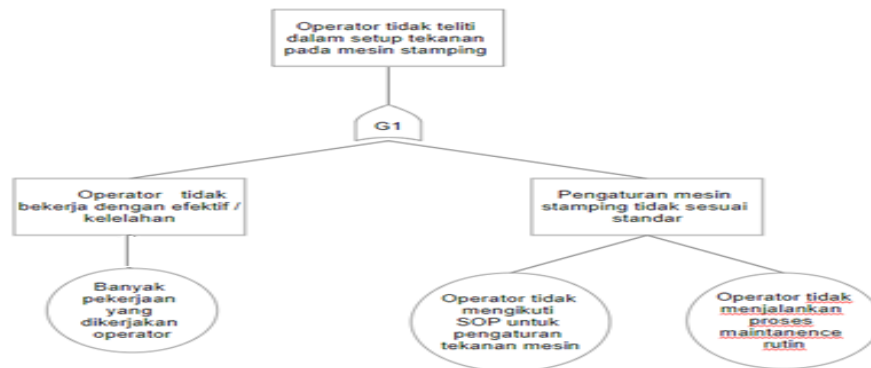 Operator tidak teliti
dalam setup tekanan
pada mesin stamping
G1
Operator tidak
bekerja dengan efektif /
kelelahan
Pengaturan mesin
stamping tidak sesuai
standar
Banyak
pekerjaan
yang
dikerjakan
operator
Operator tidak
mengikuti
SOP untuk
pengaturan
tekanan mesin
Operator tidak
menjalankan
proses
maintanence
rutin